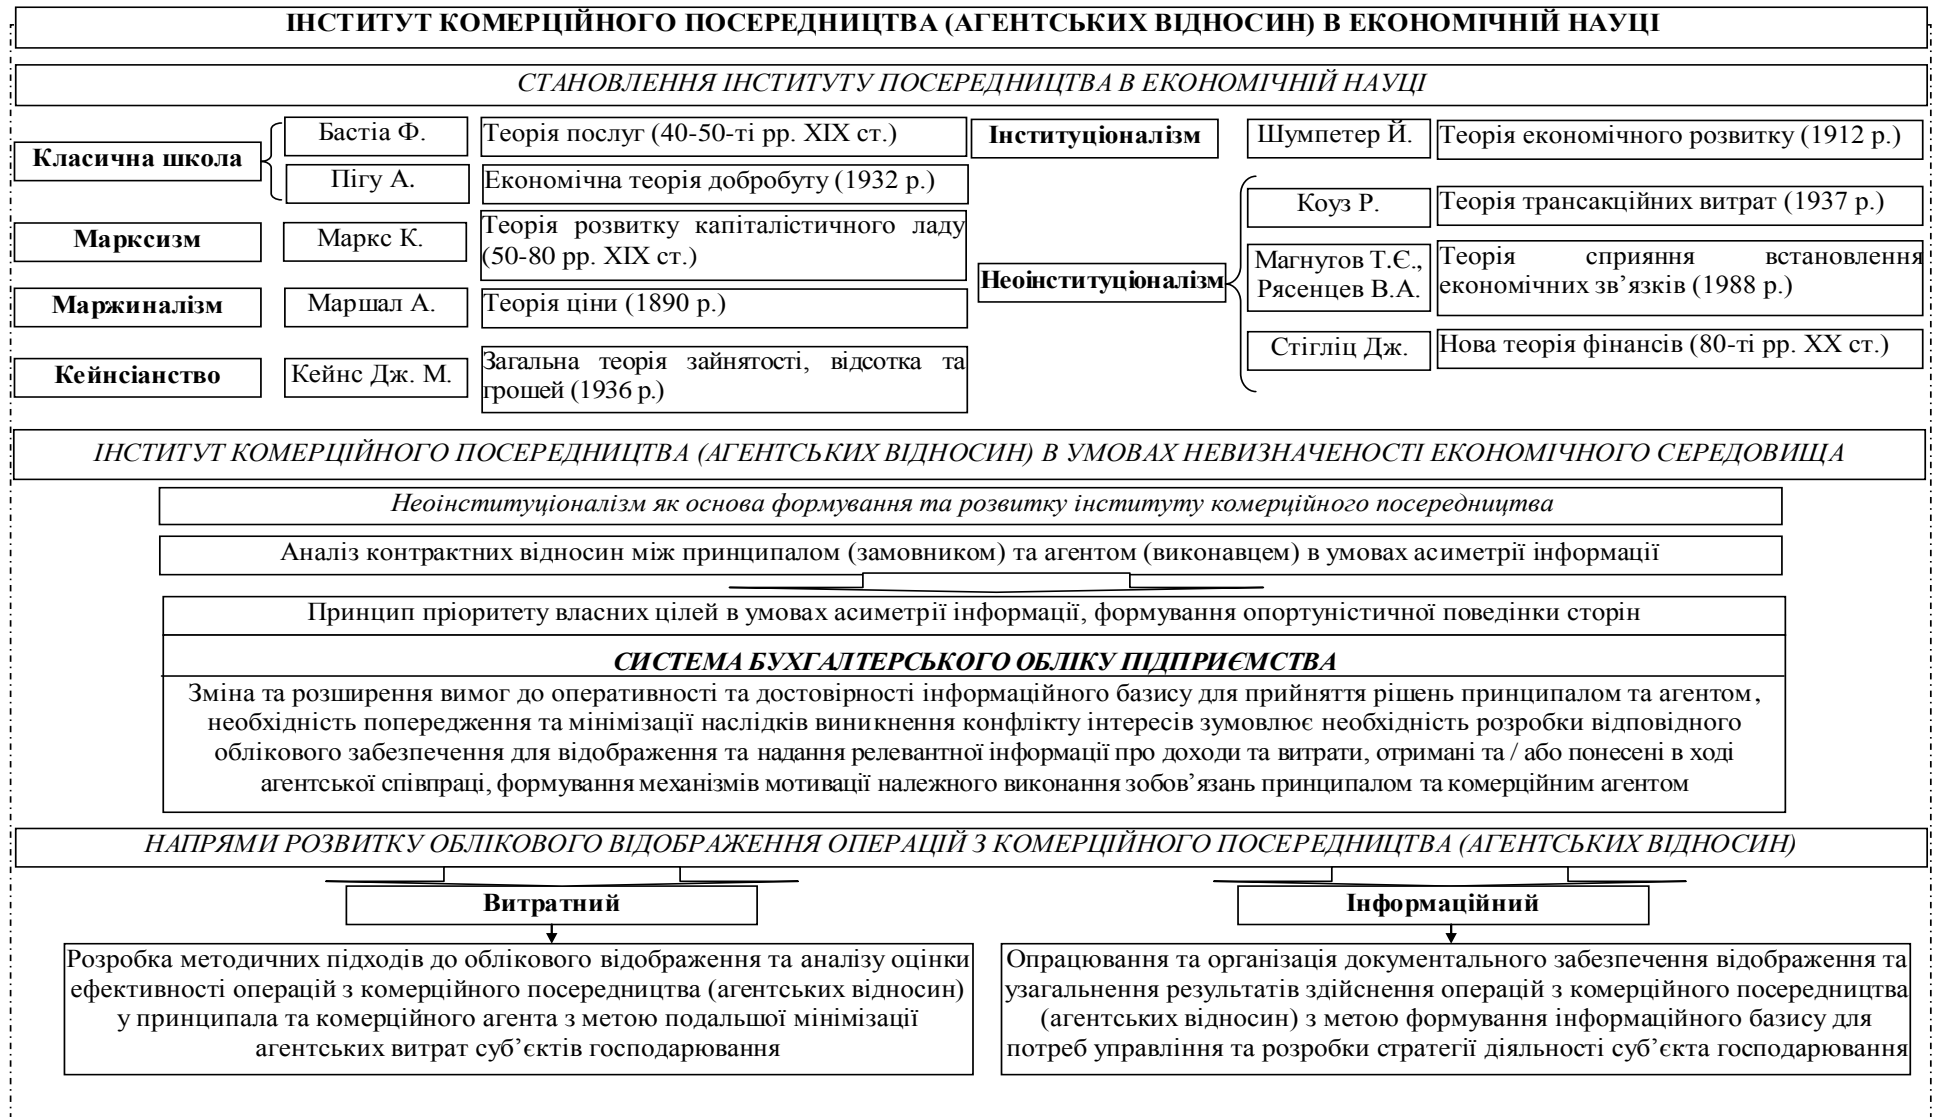 ІНСТИТУТ КОМЕРЦІЙНОГО ПОСЕРЕДНИЦТВА (АГЕНТСЬКИХ ВІДНОСИН) В ЕКОНОМІЧНІЙ НАУЦІ
СТАНОВЛЕННЯ ІНСТИТУТУ ПОСЕРЕДНИЦТВА В ЕКОНОМІЧНІЙ НАУЦІ
Класична школа
Бастіа Ф.
Теорія послуг (40-50-ті рр. ХІХ ст.)
Пігу А.
Економічна теорія добробуту (1932 р.)
Марксизм
Маркс К.
Теорія розвитку капіталістичного ладу
(50-80 рр. ХІХ ст.)
Маржиналізм
Маршал А.
Теорія ціни (1890 р.)
Кейнсіанство
Кейнс Дж. М.
Загальна теорія зайнятості, відсотка та
грошей (1936 р.)
Інституціоналізм
Шумпетер Й.
Теорія економічного розвитку (1912 р.)
Неоінституціоналізм
Коуз Р.
Теорія трансакційних витрат (1937 р.)
Магнутов Т.Є.,
Рясенцев В.А.
Теорія сприяння встановлення
економічних зв’язків (1988 р.)
Стігліц Дж.
Нова теорія фінансів (80-ті рр. ХХ ст.)
ІНСТИТУТ КОМЕРЦІЙНОГО ПОСЕРЕДНИЦТВА (АГЕНТСЬКИХ ВІДНОСИН) В УМОВАХ НЕВИЗНАЧЕНОСТІ ЕКОНОМІЧНОГО СЕРЕДОВИЩА
Неоінституціоналізм як основа формування та розвитку інституту комерційного посередництва
Аналіз контрактних відносин між принципалом (замовником) та агентом (виконавцем) в умовах асиметрії інформації
Принцип пріоритету власних цілей в умовах асиметрії інформації, формування опортуністичної поведінки сторін
СИСТЕМА БУХГАЛТЕРСЬКОГО ОБЛІКУ ПІДПРИЄМСТВА
Зміна та розширення вимог до оперативності та достовірності інформаційного базису для прийняття рішень принципалом та агентом,
необхідність попередження та мінімізації наслідків виникнення конфлікту інтересів зумовлює необхідність розробки відповідного
облікового забезпечення для відображення та надання релевантної інформації про доходи та витрати, отримані та / або понесені в ході
агентської співпраці, формування механізмів мотивації належного виконання зобов’язань принципалом та комерційним агентом
НАПРЯМИ РОЗВИТКУ ОБЛІКОВОГО ВІДОБРАЖЕННЯ ОПЕРАЦІЙ З КОМЕРЦІЙНОГО ПОСЕРЕДНИЦТВА (АГЕНТСЬКИХ ВІДНОСИН)
Витратний
Розробка методичних підходів до облікового відображення та аналізу оцінки
ефективності операцій з комерційного посередництва (агентських відносин)
у принципала та комерційного агента з метою подальшої мінімізації
агентських витрат суб’єктів господарювання
Інформаційний
Опрацювання та організація документального забезпечення відображення та
узагальнення результатів здійснення операцій з комерційного посередництва
(агентських відносин) з метою формування інформаційного базису для
потреб управління та розробки стратегії діяльності суб’єкта господарювання